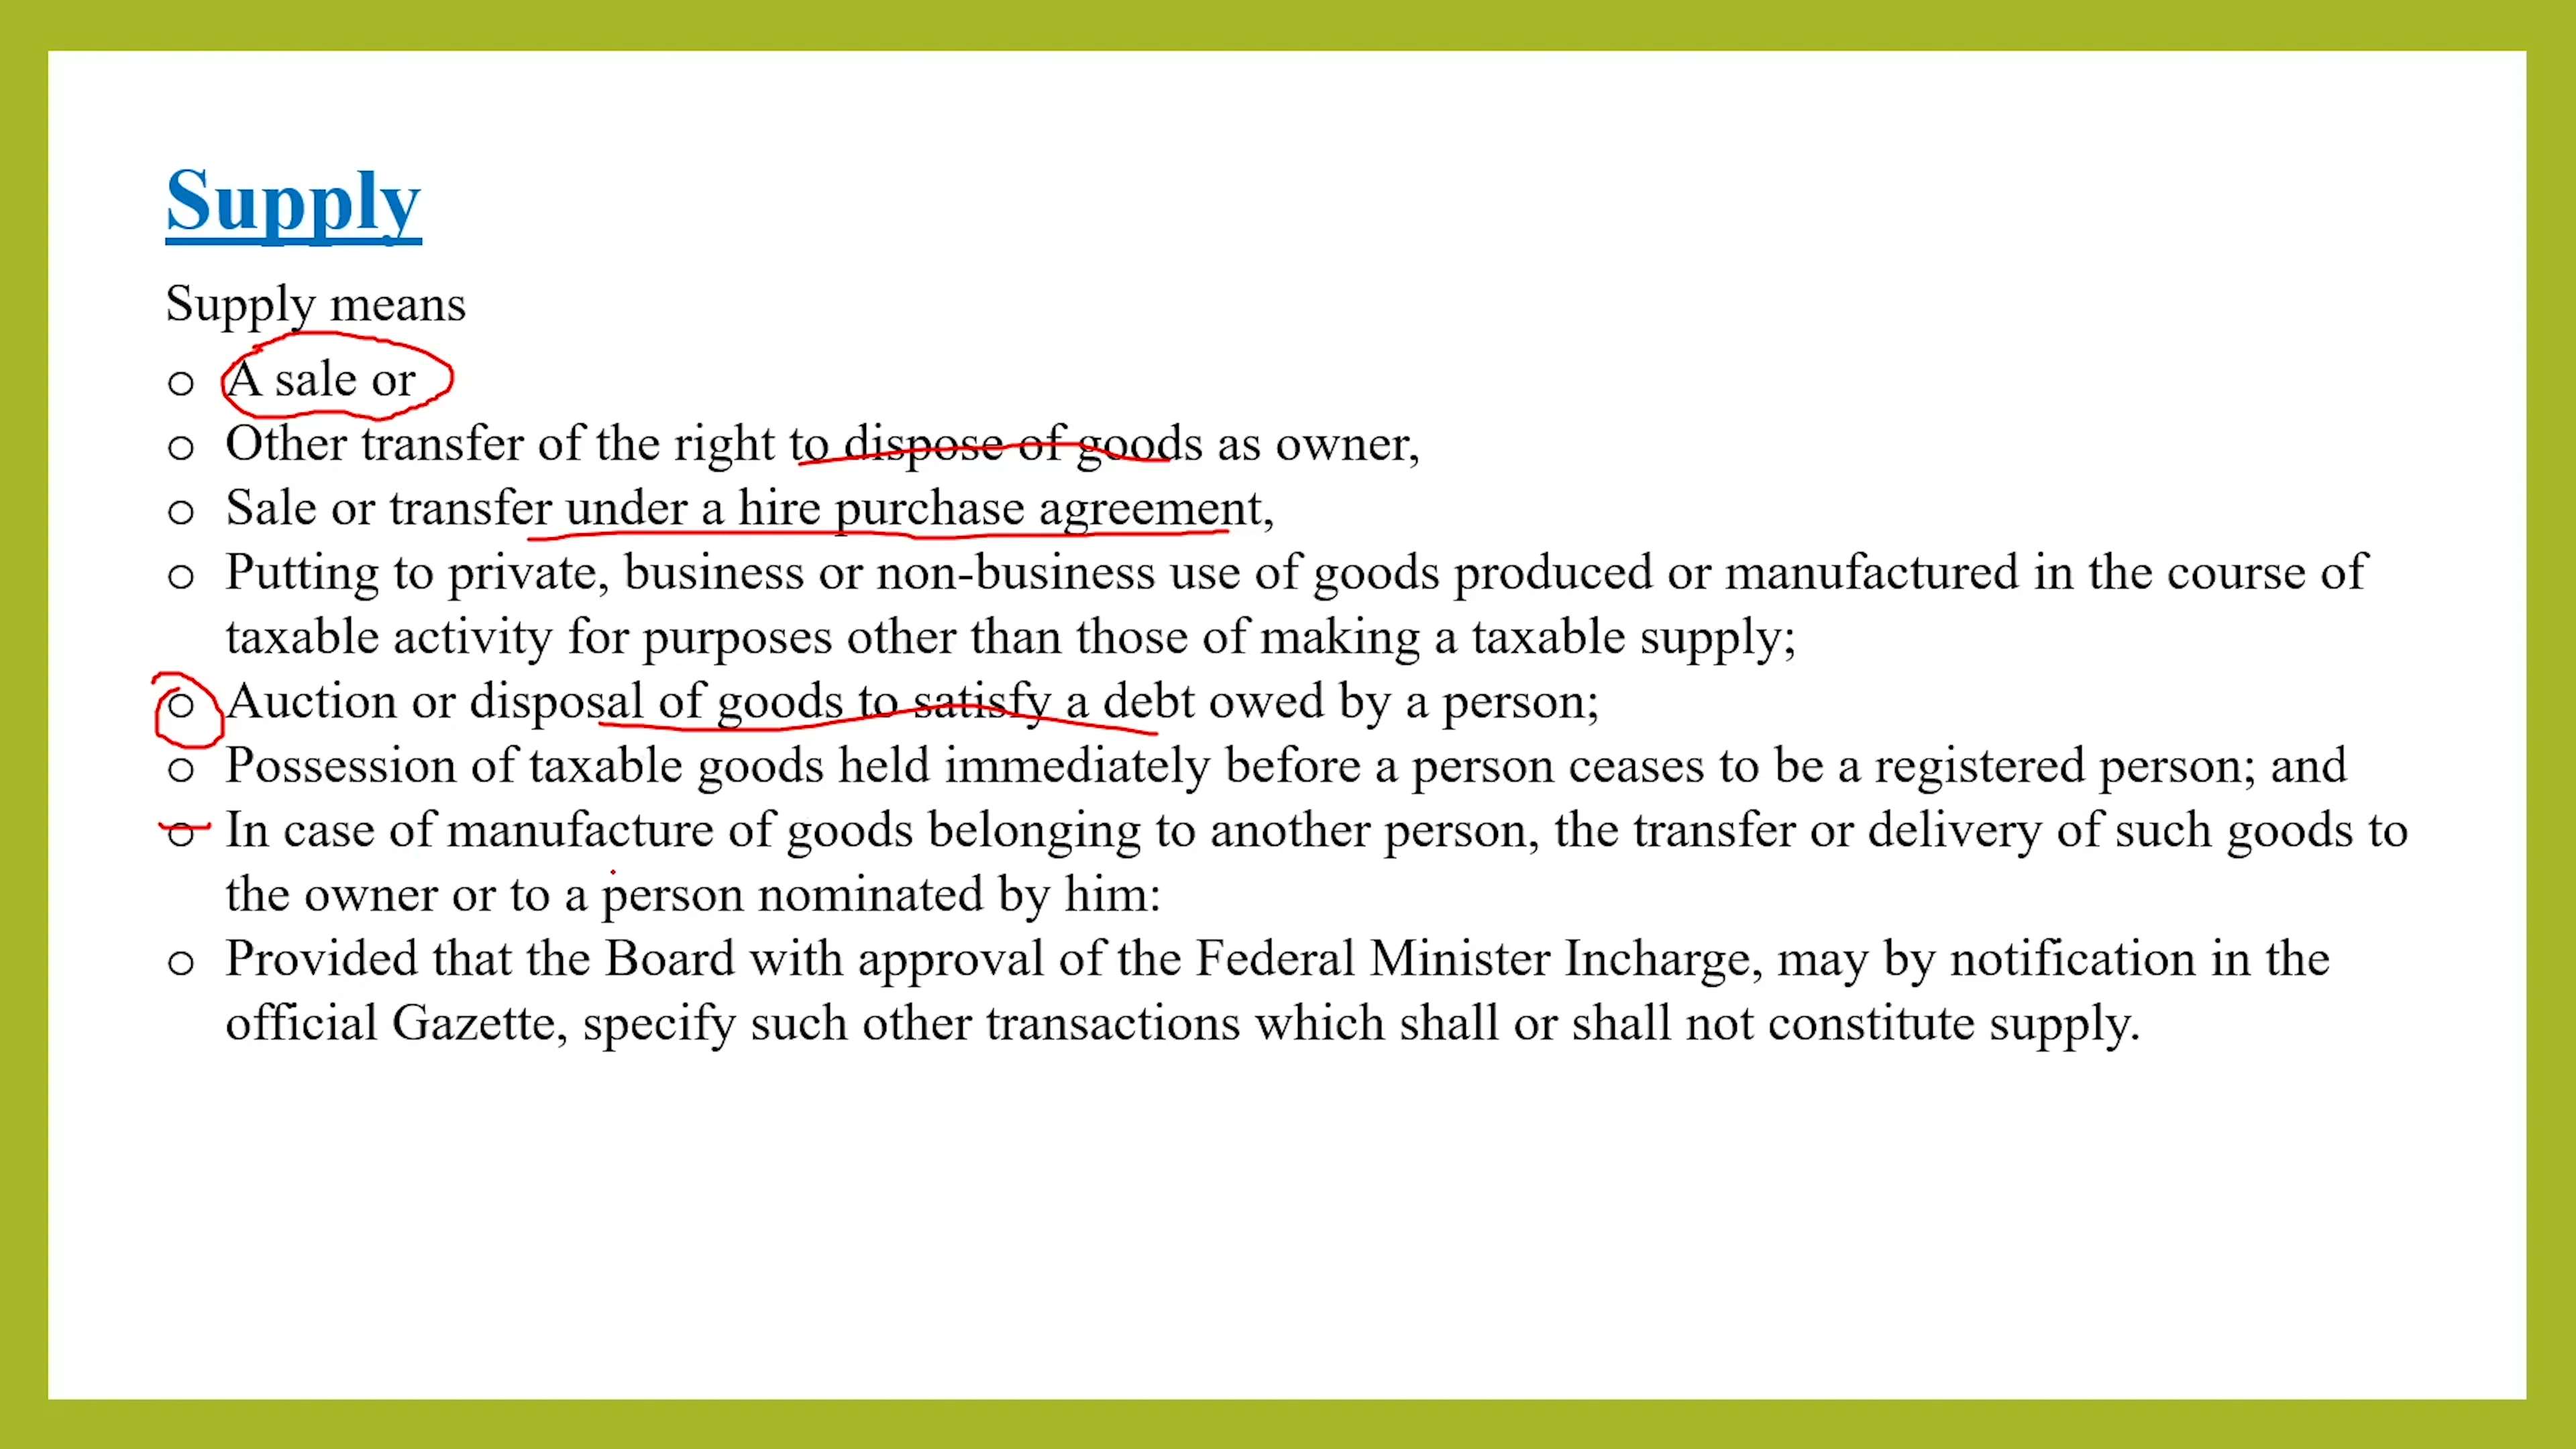 Supply
Supply means
o A sale or
o Other transfer of the right to dispose of goods as owner,
o Sale or transfer under a hire purchase agreement,
o Putting to private, business or non-business use of goods produced or manufactured in the course of
taxable activity for purposes other than those of making a taxable supply;
o Auction or disposal of goods to satisfy a debt owed by a person;
o Possession of taxable goods held immediately before a person ceases to be a registered person; and
o In case of manufacture of goods belonging to another person, the transfer or delivery of such goods to
the owner or to a person nominated by him:
o Provided that the Board with approval of the Federal Minister Incharge, may by notification in the
official Gazette, specify such other transactions which shall or shall not constitute supply.